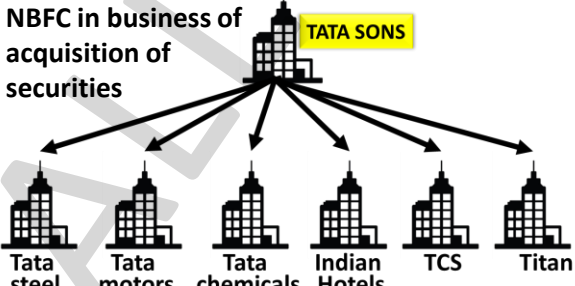 NBFC in business of
acquisition of
securities
TATA SONS
Tata
steel
Tata
motors
Tata
chemicals
Indian
Hotels
TCS
Titan